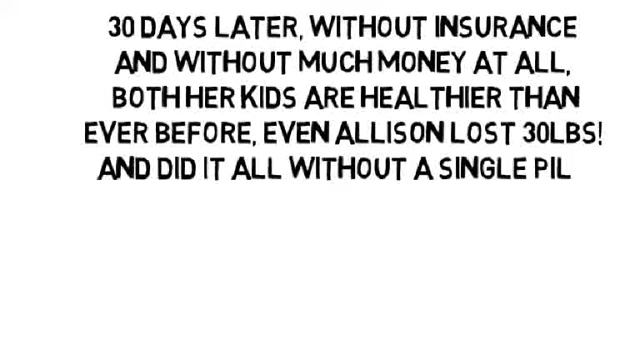 30 DAYS LATER, WITHOUT INSURANCE
AND WITHOUT MUCH MONEY AT ALL,
BOTH HER KIDS ARE HEALTHIER THAN
EVER BEFORE, EVEN ALLISON LOST 30LBS!
AND DID IT ALL WITHOUT A SINGLE PIL